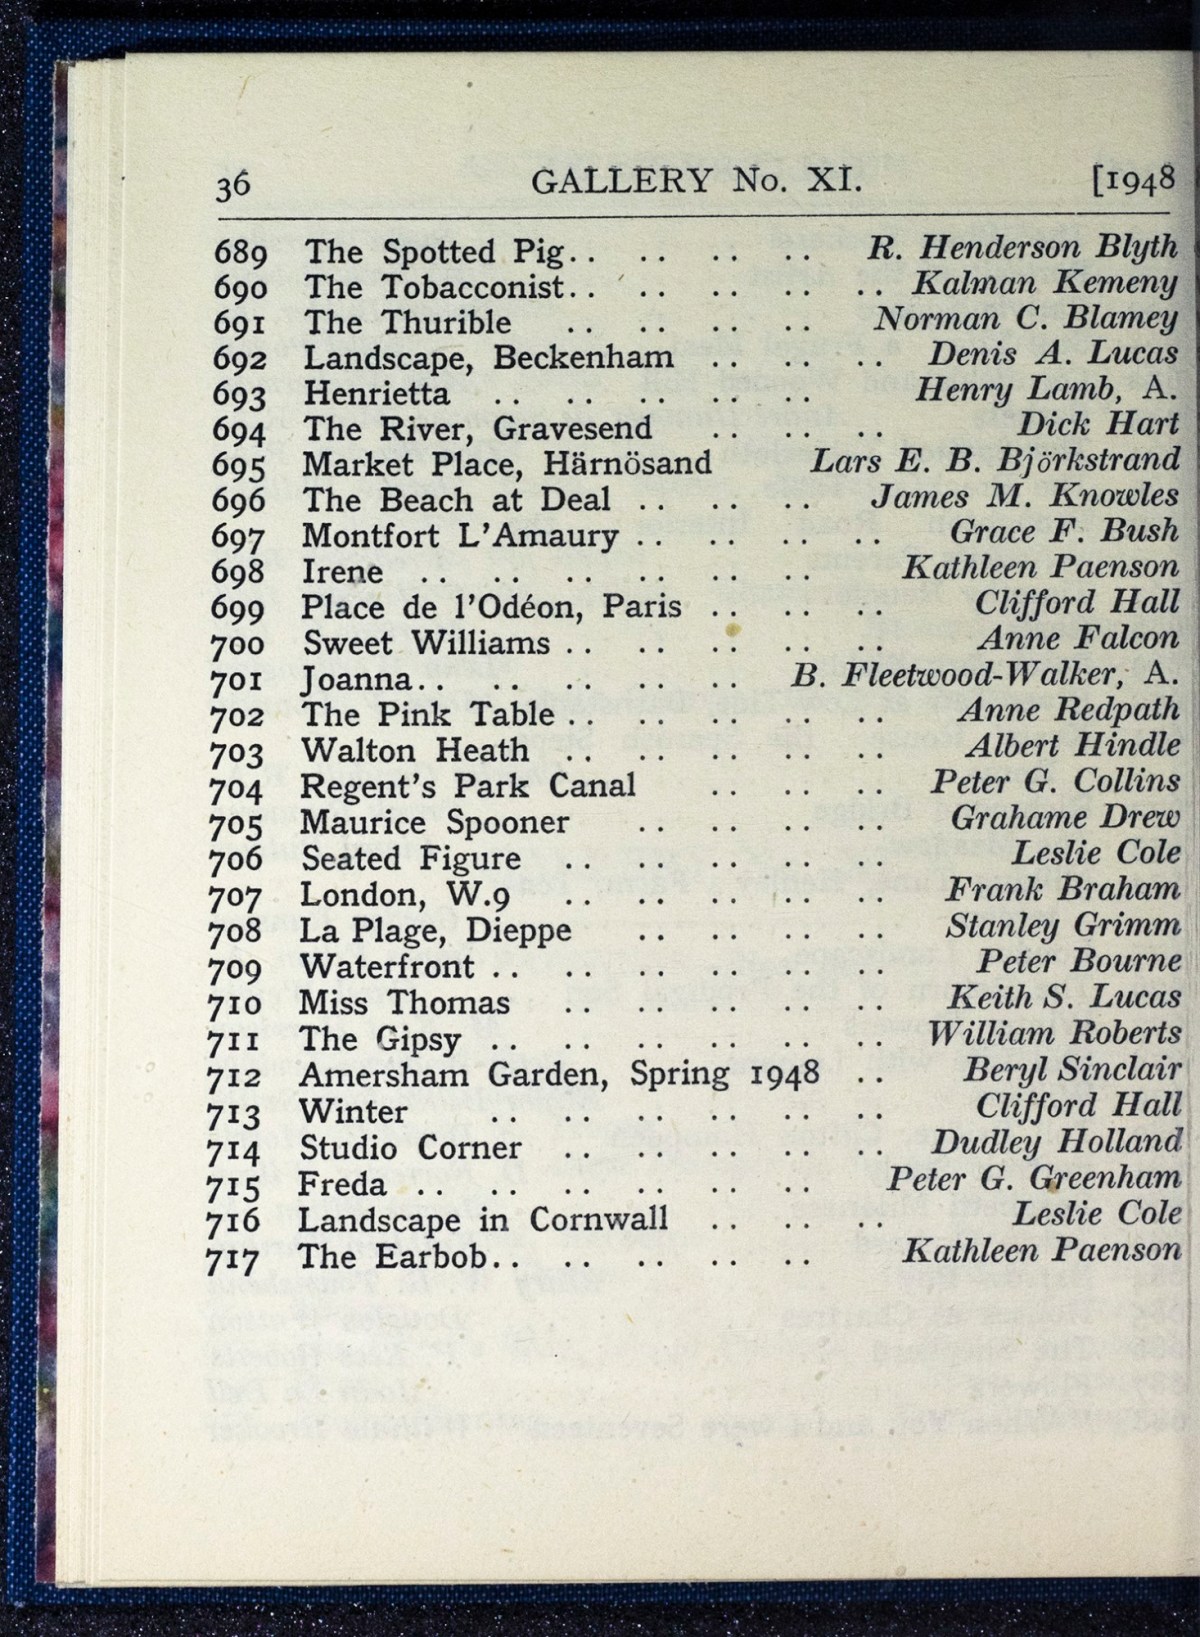 36 GALLERY No. XI. [1948
689 The Spotted Pig.. .. .. .. R. Henderson Blyth
690 The Tobacconist.. .. .. .. .. Kalman Kemeny
691 The Thurible .. .. .. .. Norman C. Blamey
692 Landscape, Beckenham .. .. .. Denis A. Lucas
693 Henrietta .. .. .. .. .. Henry Lamb, A.
694 The River, Gravesend .. .. .. Dick Hart
695 Market Place, Härnösand Lars E. B. Björkstrand
696 The Beach at Deal .. .. .. James M. Knowles
697 Montfort L'Amaury .. .. .. .. Grace F. Bush
698 Irene .. .. .. .. .. .. Kathleen Paenson
699 Place de l'Odéon, Paris .. .. .. Clifford Hall
700 Sweet Williams .. .. .. .. .. Anne Falcon
701 Joanna.. .. .. .. .. B. Fleetwood-Walker, A.
702 The Pink Table .. .. .. .. .. Anne Redpath
703 Walton Heath .. .. .. .. .. Albert Hindle
704 Regent's Park Canal .. .. .. Peter G. Collins
705 Maurice Spooner .. .. .. .. Grahame Drew
706 Seated Figure .. .. .. .. .. Leslie Cole
707 London, W.9 .. .. .. .. .. Frank Braham
708 La Plage, Dieppe .. .. .. .. Stanley Grimm
709 Waterfront .. .. .. .. .. .. Peter Bourne
710 Miss Thomas .. .. .. .. .. Keith S. Lucas
711 The Gipsy .. .. .. .. .. .. William Roberts
712 Amersham Garden, Spring 1948 .. Beryl Sinclair
713 Winter .. .. .. .. .. .. Clifford Hall
714 Studio Corner .. .. .. .. .. Dudley Holland
715 Freda .. .. .. .. .. .. Peter G. Greenham
716 Landscape in Cornwall .. .. .. Leslie Cole
717 The Earbob.. .. .. .. .. Kathleen Paenson